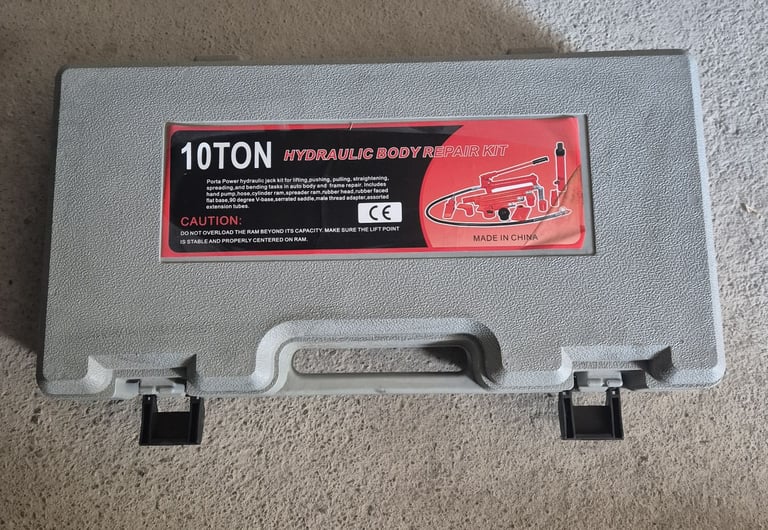 10TON HYDRAULIC BODY REPAIR KIT
Porta Power hydraulic jack kit for lifting,pushing, pulling, straightening,
spreading,and bending tasks in auto body and frame repair. Includes
hand pump,hose,cylinder ram,spreader ram,rubber head,rubber faced
flat base,90 degree V-base,serrated saddle,male thread adapter,assorted
extension tubes.
CE
CAUTION:
DO NOT OVERLOAD THE RAM BEYOND ITS CAPACITY. MAKE SURE THE LIFT POINT
IS STABLE AND PROPERLY CENTERED ON RAM.
MADE IN CHINA